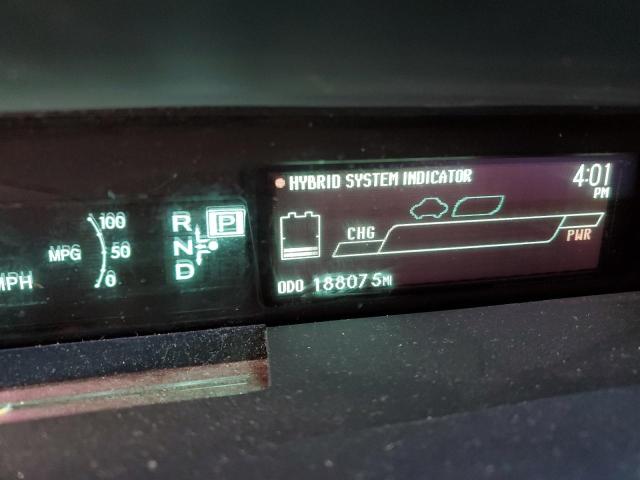 HYBRID SYSTEM INDICATOR
4:01
PM
100
R P
MPG 50
N
CHG
PWR
MPH 0
D
ODO 188075MI